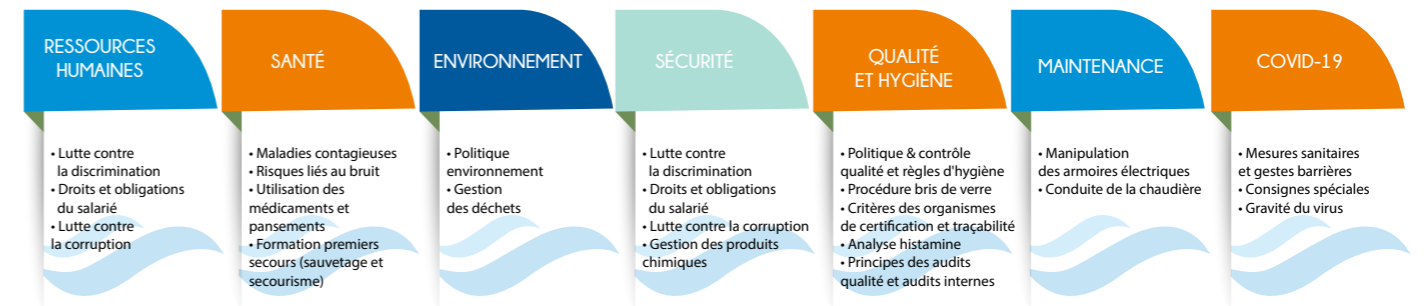 RESSOURCES
HUMAINES
• Lutte contre
la discrimination
• Droits et obligations
du salarié
• Lutte contre
la corruption
SANTÉ
• Maladies contagieuses
• Risques liés au bruit
• Utilisation des
médicaments et
pansements
• Formation premiers
secours (sauvetage et
secourisme)
ENVIRONNEMENT
• Politique
environnement
• Gestion
des déchets
SÉCURITÉ
• Lutte contre
la discrimination
• Droits et obligations
du salarié
• Lutte contre la corruption
• Gestion des produits
chimiques
QUALITÉ
ET HYGIÈNE
• Politique & contrôle
qualité et règles d'hygiène
• Procédure bris de verre
• Critères des organismes
de certification et traçabilité
• Analyse histamine
• Principes des audits
qualité et audits internes
MAINTENANCE
• Manipulation
des armoires électriques
• Conduite de la chaudière
COVID-19
• Mesures sanitaires
et gestes barrières
• Consignes spéciales
• Gravité du virus